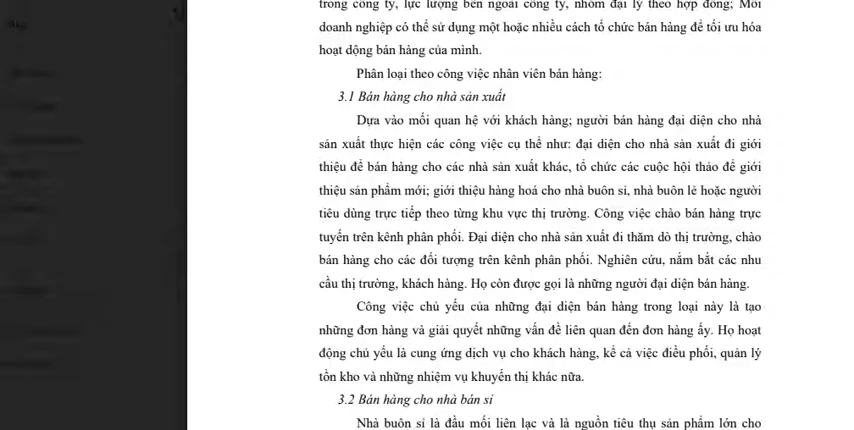 trong công ty, lực lượng bên ngoài công ty, nhóm đại lý theo hợp đồng; Mỗi
doanh nghiệp có thể sử dụng một hoặc nhiều cách tổ chức bán hàng để tối ưu hóa
hoạt động bán hàng của mình.
Phân loại theo công việc nhân viên bán hàng:
3.1 Bán hàng cho nhà sản xuất
Dựa vào mối quan hệ với khách hàng; người bán hàng đại diện cho nhà
sản xuất thực hiện các công việc cụ thể như: đại diện cho nhà sản xuất đi giới
thiệu để bán hàng cho các nhà sản xuất khác, tổ chức các cuộc hội thảo để giới
thiệu sản phẩm mới; giới thiệu hàng hoá cho nhà buôn sỉ, nhà buôn lẻ hoặc người
tiêu dùng trực tiếp theo từng khu vực thị trường. Công việc chào bán hàng trực
tuyến trên kênh phân phối. Đại diện cho nhà sản xuất đi thăm dò thị trường, chào
bán hàng cho các đối tượng trên kênh phân phối. Nghiên cứu, nắm bắt các nhu
cầu thị trường, khách hàng. Họ còn được gọi là những người đại diện bán hàng.
Công việc chủ yếu của những đại diện bán hàng trong loại này là tạo
những đơn hàng và giải quyết những vấn đề liên quan đến đơn hàng ấy. Họ hoạt
động chủ yếu là cung ứng dịch vụ cho khách hàng, kể cả việc điều phối, quản lý
tồn kho và những nhiệm vụ khuyến thị khác nữa.
3.2 Bán hàng cho nhà bán sỉ
Nhà buôn sỉ là đầu mối liên lạc và là nguồn tiêu thụ sản phẩm lớn cho